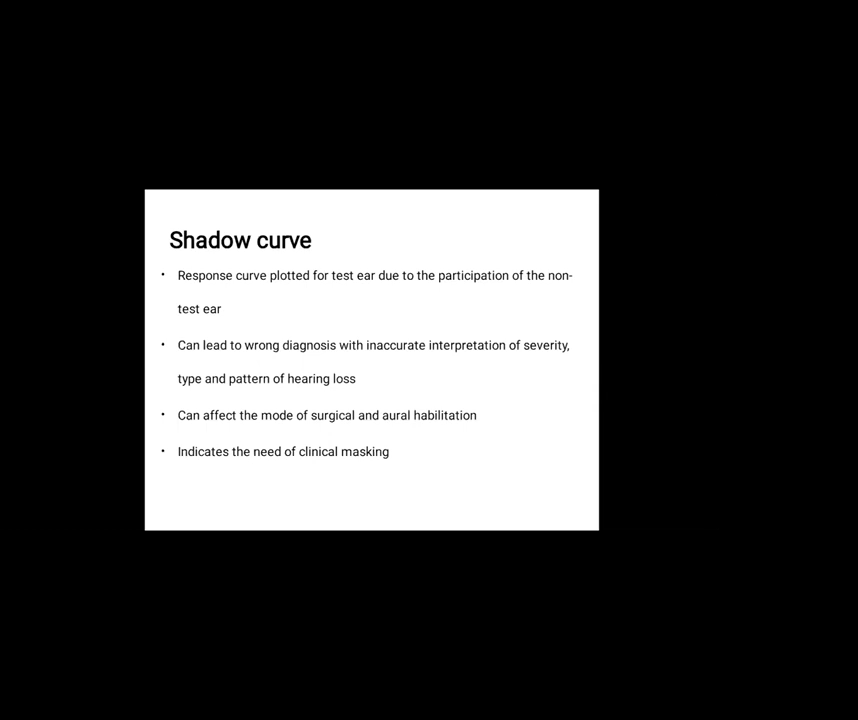 Shadow curve
• Response curve plotted for test ear due to the participation of the non-
test ear
• Can lead to wrong diagnosis with inaccurate interpretation of severity,
type and pattern of hearing loss
• Can affect the mode of surgical and aural habilitation
• Indicates the need of clinical masking